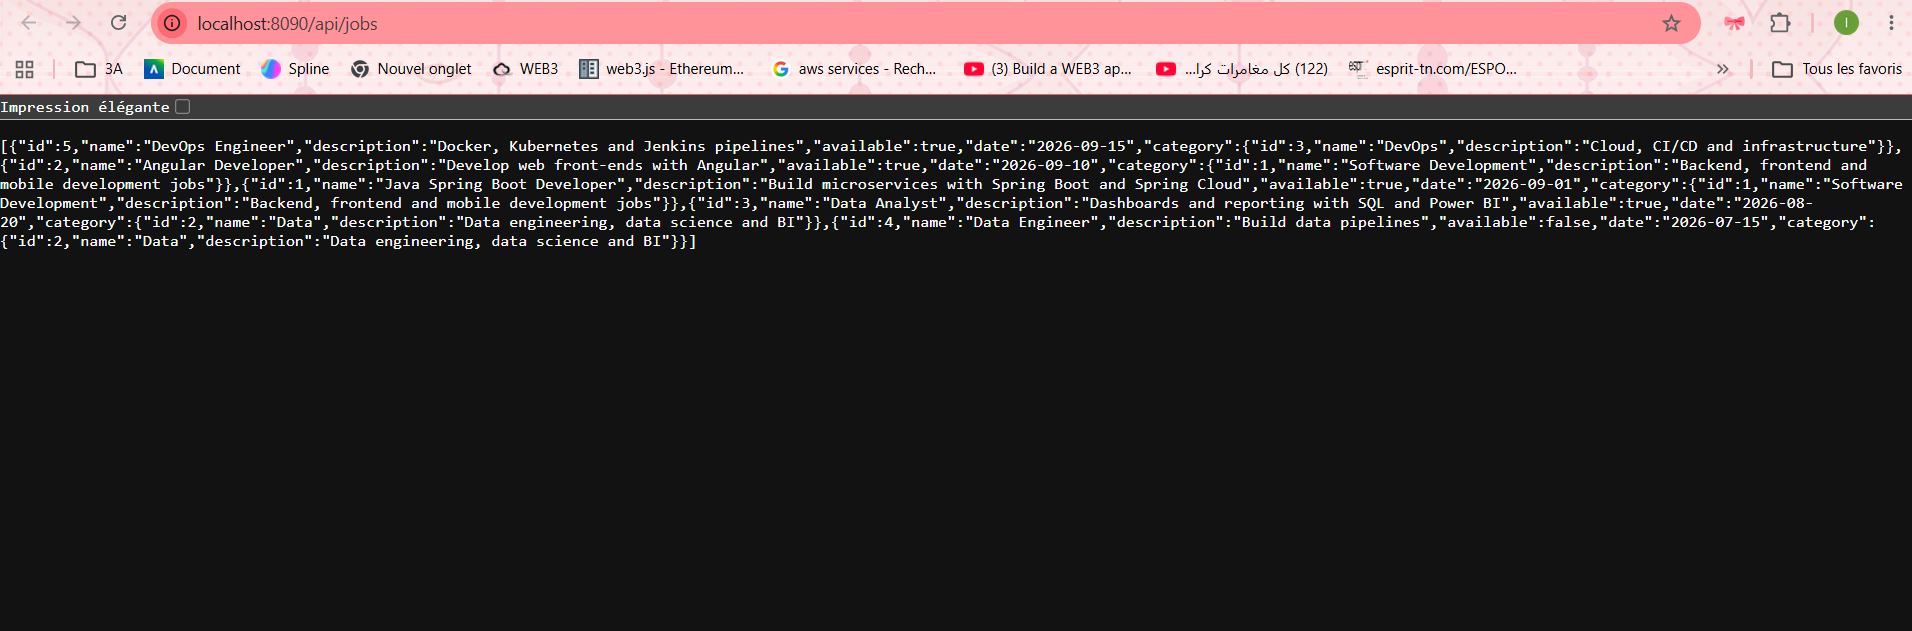 localhost:8090/api/jobs
I
3A
Document
Spline
Nouvel onglet
WEB3
web3.js - Ethereum...
aws services - Rech...
(3) Build a WEB3 ap...
(122) كل مغامرات كرا...
esprit-tn.com/ESPO...
Tous les favoris
Impression élégante
[{"id":5,"name":"DevOps Engineer","description":"Docker, Kubernetes and Jenkins pipelines","available":true,"date":"2026-09-15","category":{"id":3,"name":"DevOps","description":"Cloud, CI/CD and infrastructure"}},
{"id":2,"name":"Angular Developer","description":"Develop web front-ends with Angular","available":true,"date":"2026-09-10","category":{"id":1,"name":"Software Development","description":"Backend, frontend and
mobile development jobs"}},{"id":1,"name":"Java Spring Boot Developer","description":"Build microservices with Spring Boot and Spring Cloud","available":true,"date":"2026-09-01","category":{"id":1,"name":"Software
Development","description":"Backend, frontend and mobile development jobs"}},{"id":3,"name":"Data Analyst","description":"Dashboards and reporting with SQL and Power BI","available":true,"date":"2026-08-
20","category":{"id":2,"name":"Data","description":"Data engineering, data science and BI"}},{"id":4,"name":"Data Engineer","description":"Build data pipelines","available":false,"date":"2026-07-15","category":
{"id":2,"name":"Data","description":"Data engineering, data science and BI"}}]